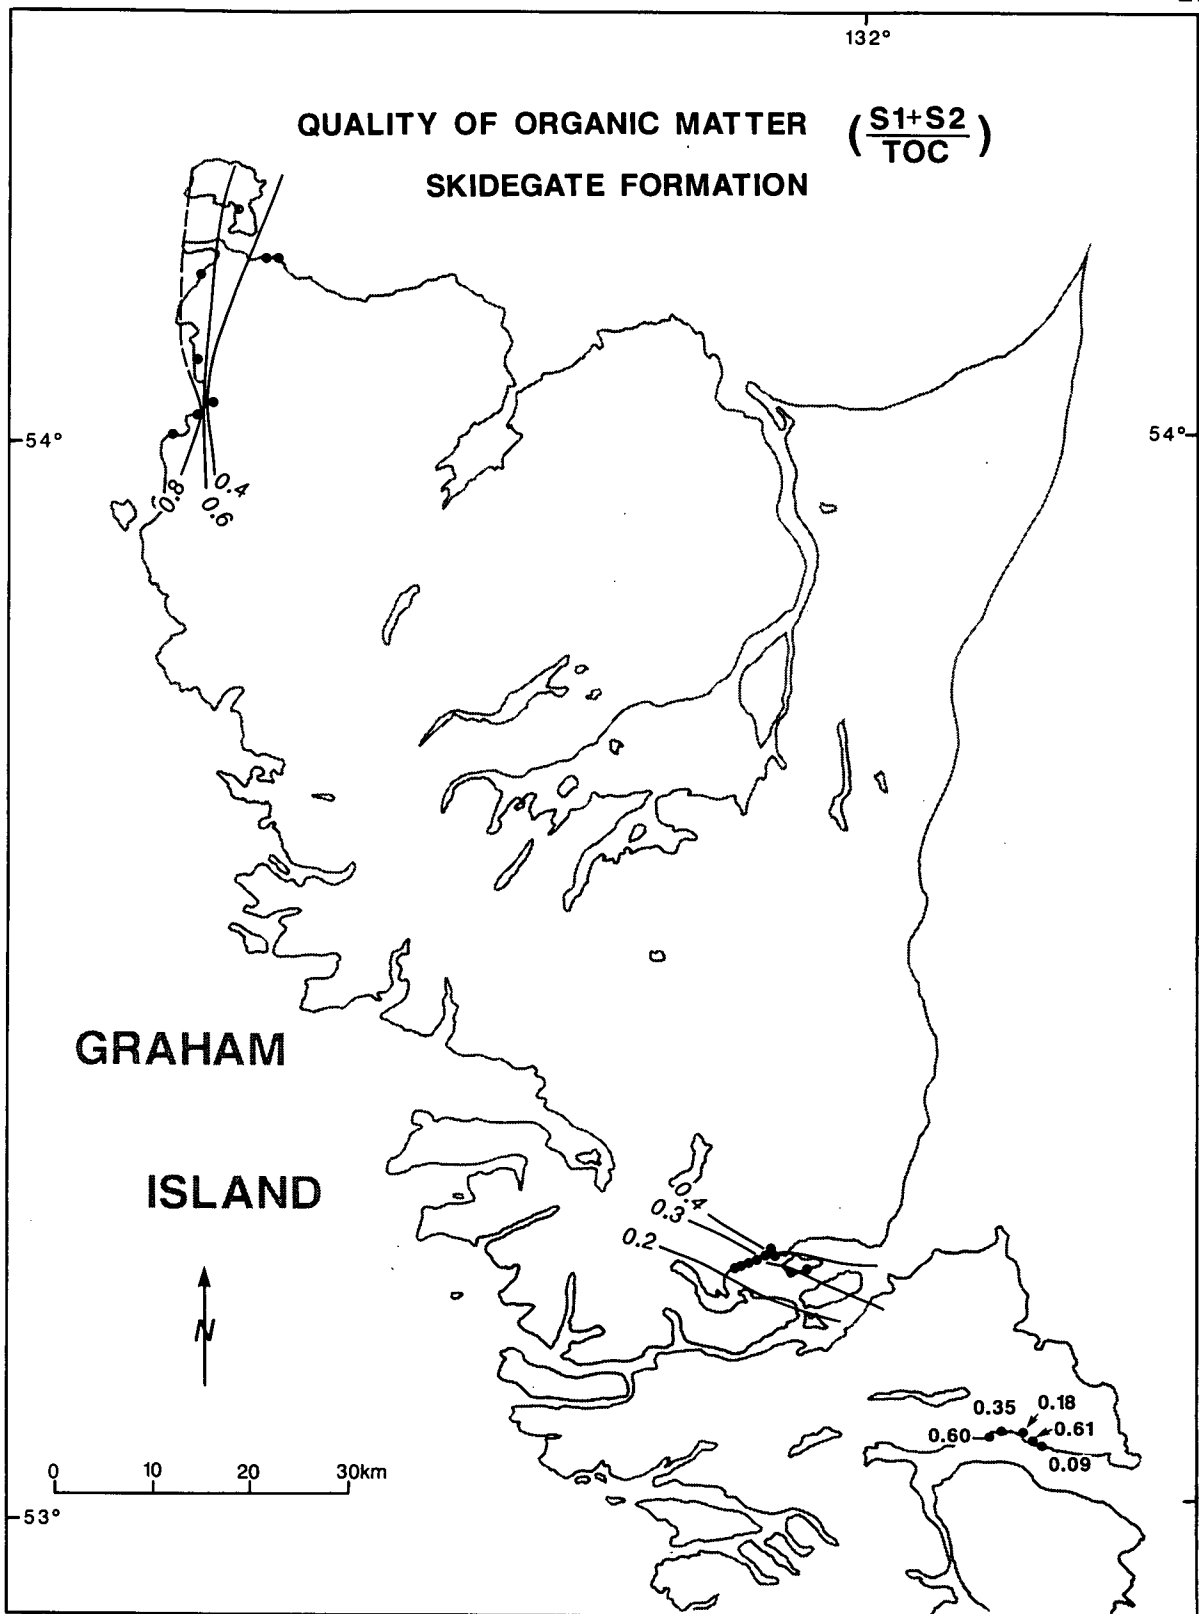 132°
QUALITY OF ORGANIC MATTER (S1+S2/TOC)
SKIDEGATE FORMATION
54°
54°
0.8
0.4
0.6
GRAHAM
ISLAND
N
0.4
0.3
0.2
0.35
0.18
0.60
0.61
0.09
0 10 20 30km
53°